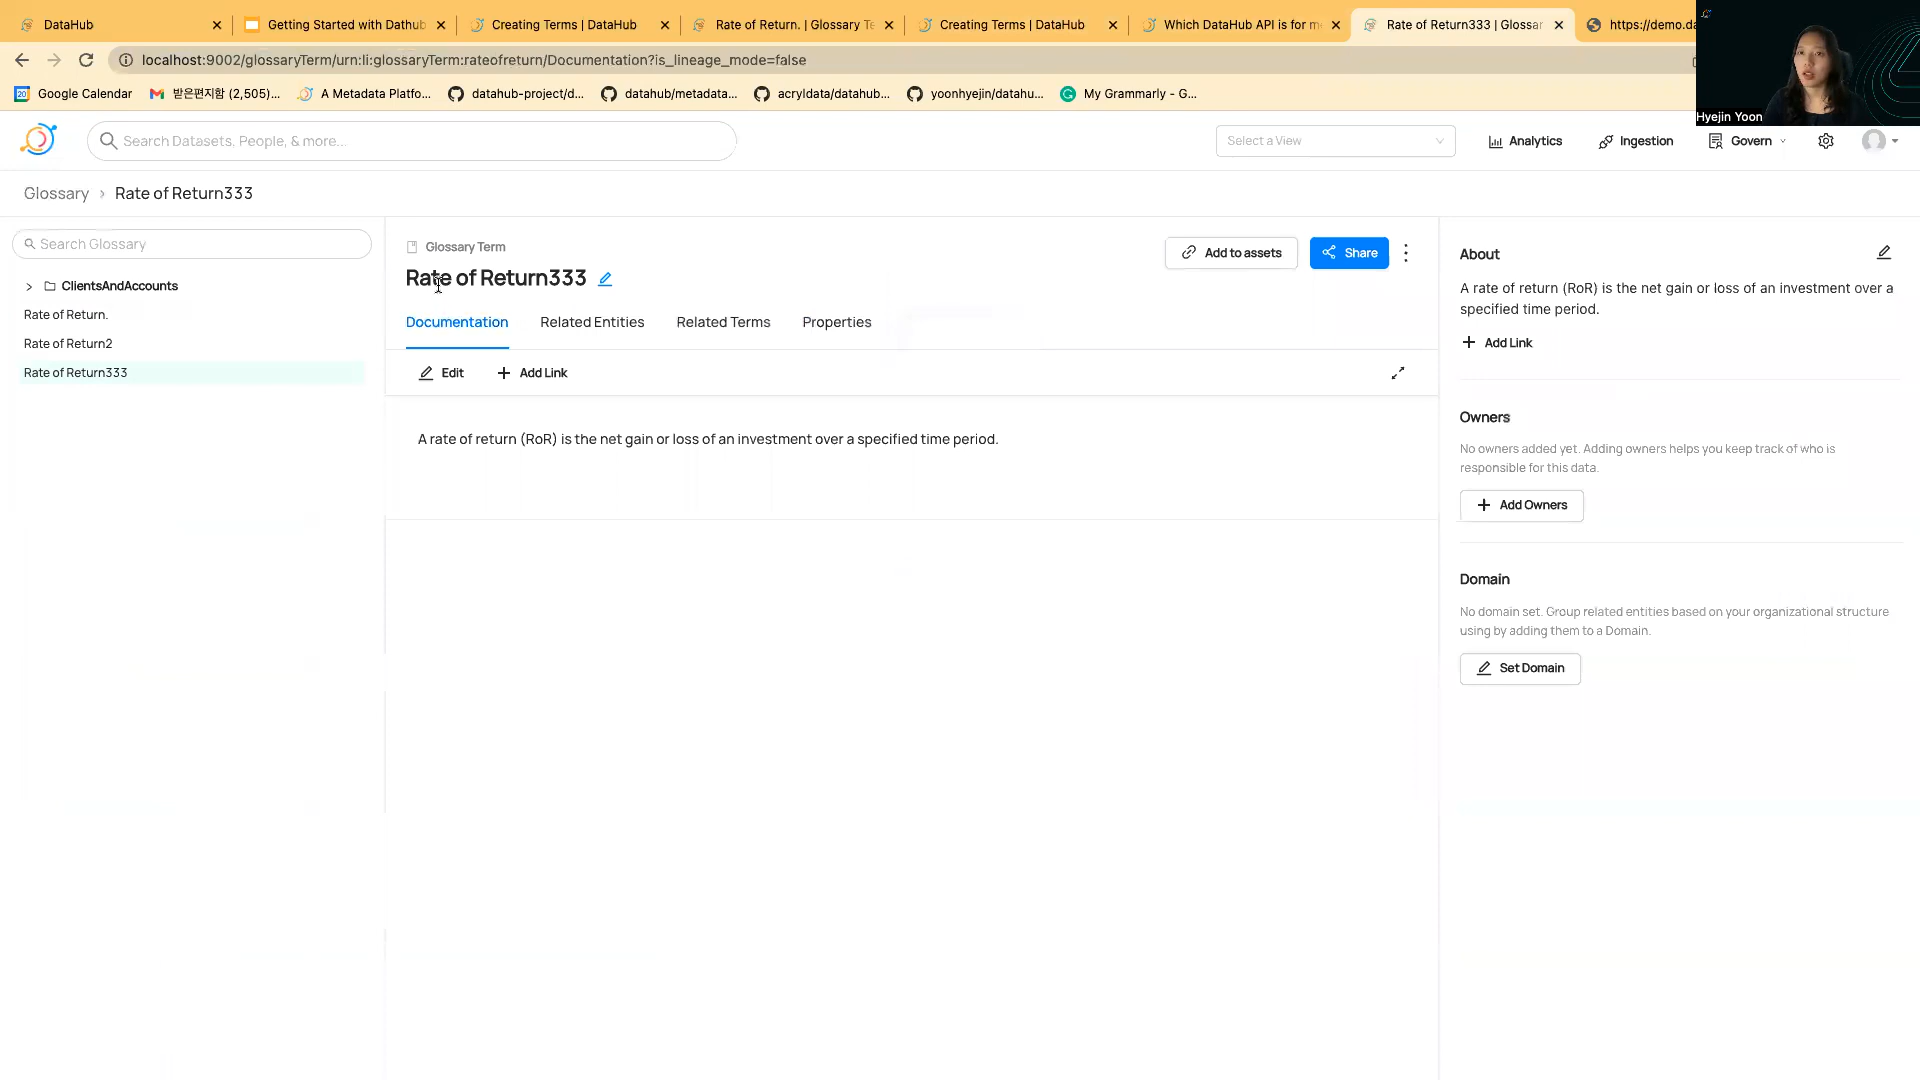 DataHub
Getting Started with Dathub
Creating Terms | DataHub
Rate of Return. | Glossary Te
Creating Terms | DataHub
Which DataHub API is for m
Rate of Return333 | Glossar
https://demo.da
localhost:9002/glossaryTerm/urn:li:glossaryTerm:rateofreturn/Documentation?is_lineage_mode=false
Google Calendar
받은편지함 (2,505)...
A Metadata Platfo...
datahub-project/d...
datahub/metadata...
acryldata/datahub...
yoonhyejin/datahu...
My Grammarly - G...
Hyejin Yoon
Search Datasets, People, & more...
Select a View
Analytics
Ingestion
Govern
Glossary > Rate of Return333
Search Glossary
ClientsAndAccounts
Rate of Return.
Rate of Return2
Rate of Return333
Glossary Term
Rate of Return333
Add to assets
Share
Documentation
Related Entities
Related Terms
Properties
Edit
Add Link
A rate of return (RoR) is the net gain or loss of an investment over a specified time period.
About
A rate of return (RoR) is the net gain or loss of an investment over a
specified time period.
Add Link
Owners
No owners added yet. Adding owners helps you keep track of who is
responsible for this data.
Add Owners
Domain
No domain set. Group related entities based on your organizational structure
using by adding them to a Domain.
Set Domain